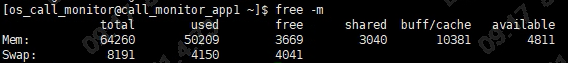 [os_call_monitor@call_monitor_app1 ~]$ free -m
total used free shared buff/cache available
Mem: 64260 50209 3669 3040 10381 4811
Swap: 8191 4150 4041